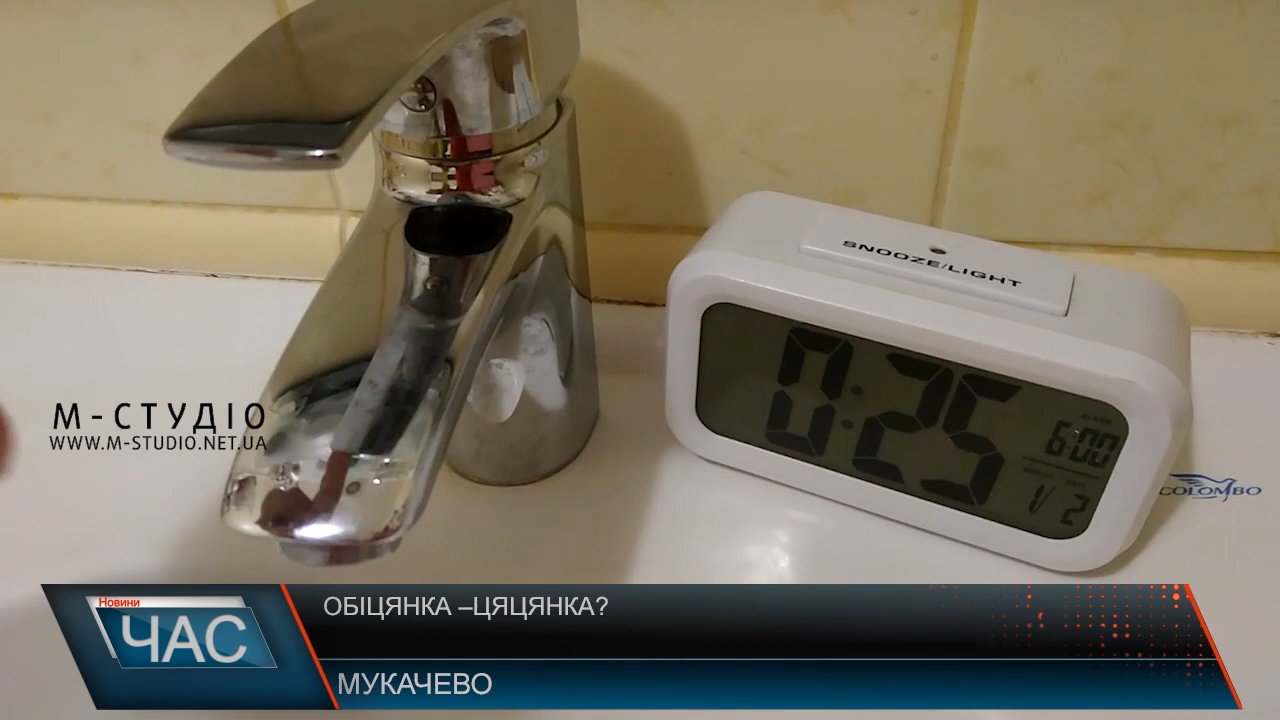 SNOOZE/LIGHT
0:25
ALARM
6:00
1/ 2
COLOMBO
М-СТУДІО
WWW.M-STUDIO.NET.UA
Новини
ЧАС
ОБІЦЯНКА –ЦЯЦЯНКА?
МУКАЧЕВО